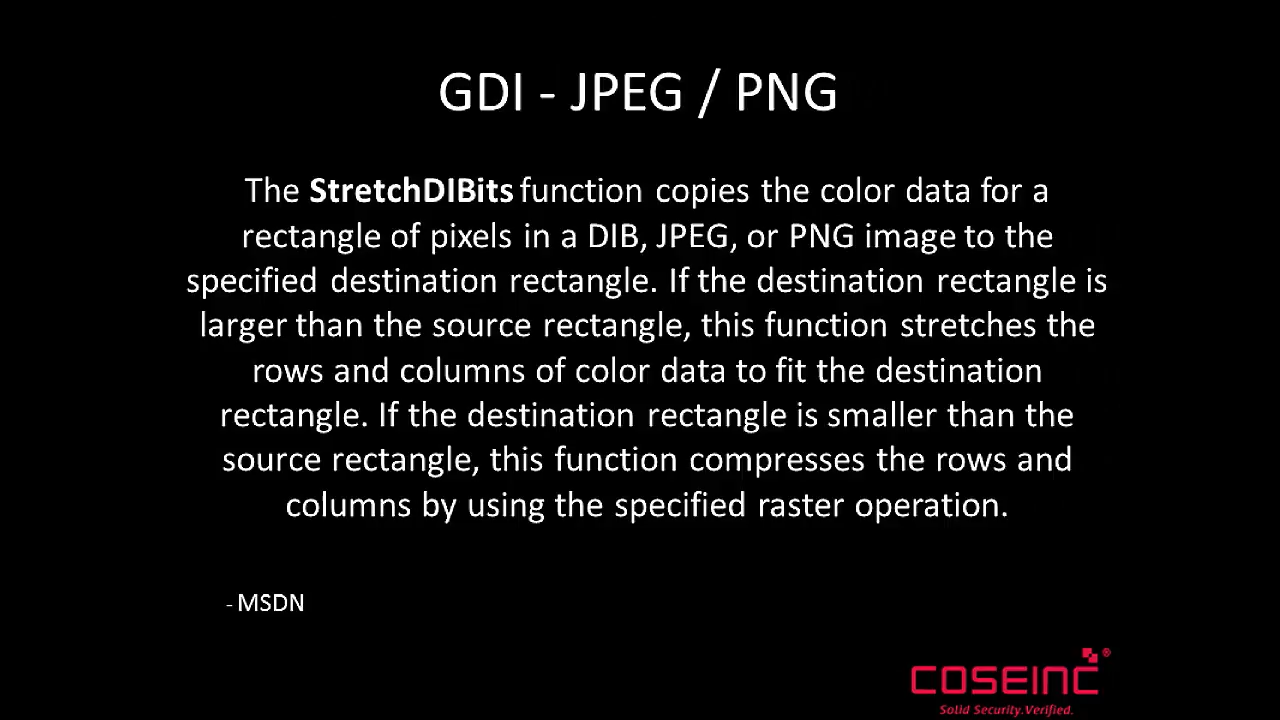 GDI - JPEG / PNG
The StretchDIBits function copies the color data for a
rectangle of pixels in a DIB, JPEG, or PNG image to the
specified destination rectangle. If the destination rectangle is
larger than the source rectangle, this function stretches the
rows and columns of color data to fit the destination
rectangle. If the destination rectangle is smaller than the
source rectangle, this function compresses the rows and
columns by using the specified raster operation.
- MSDN
COSEINC®
Solid Security.Verified.